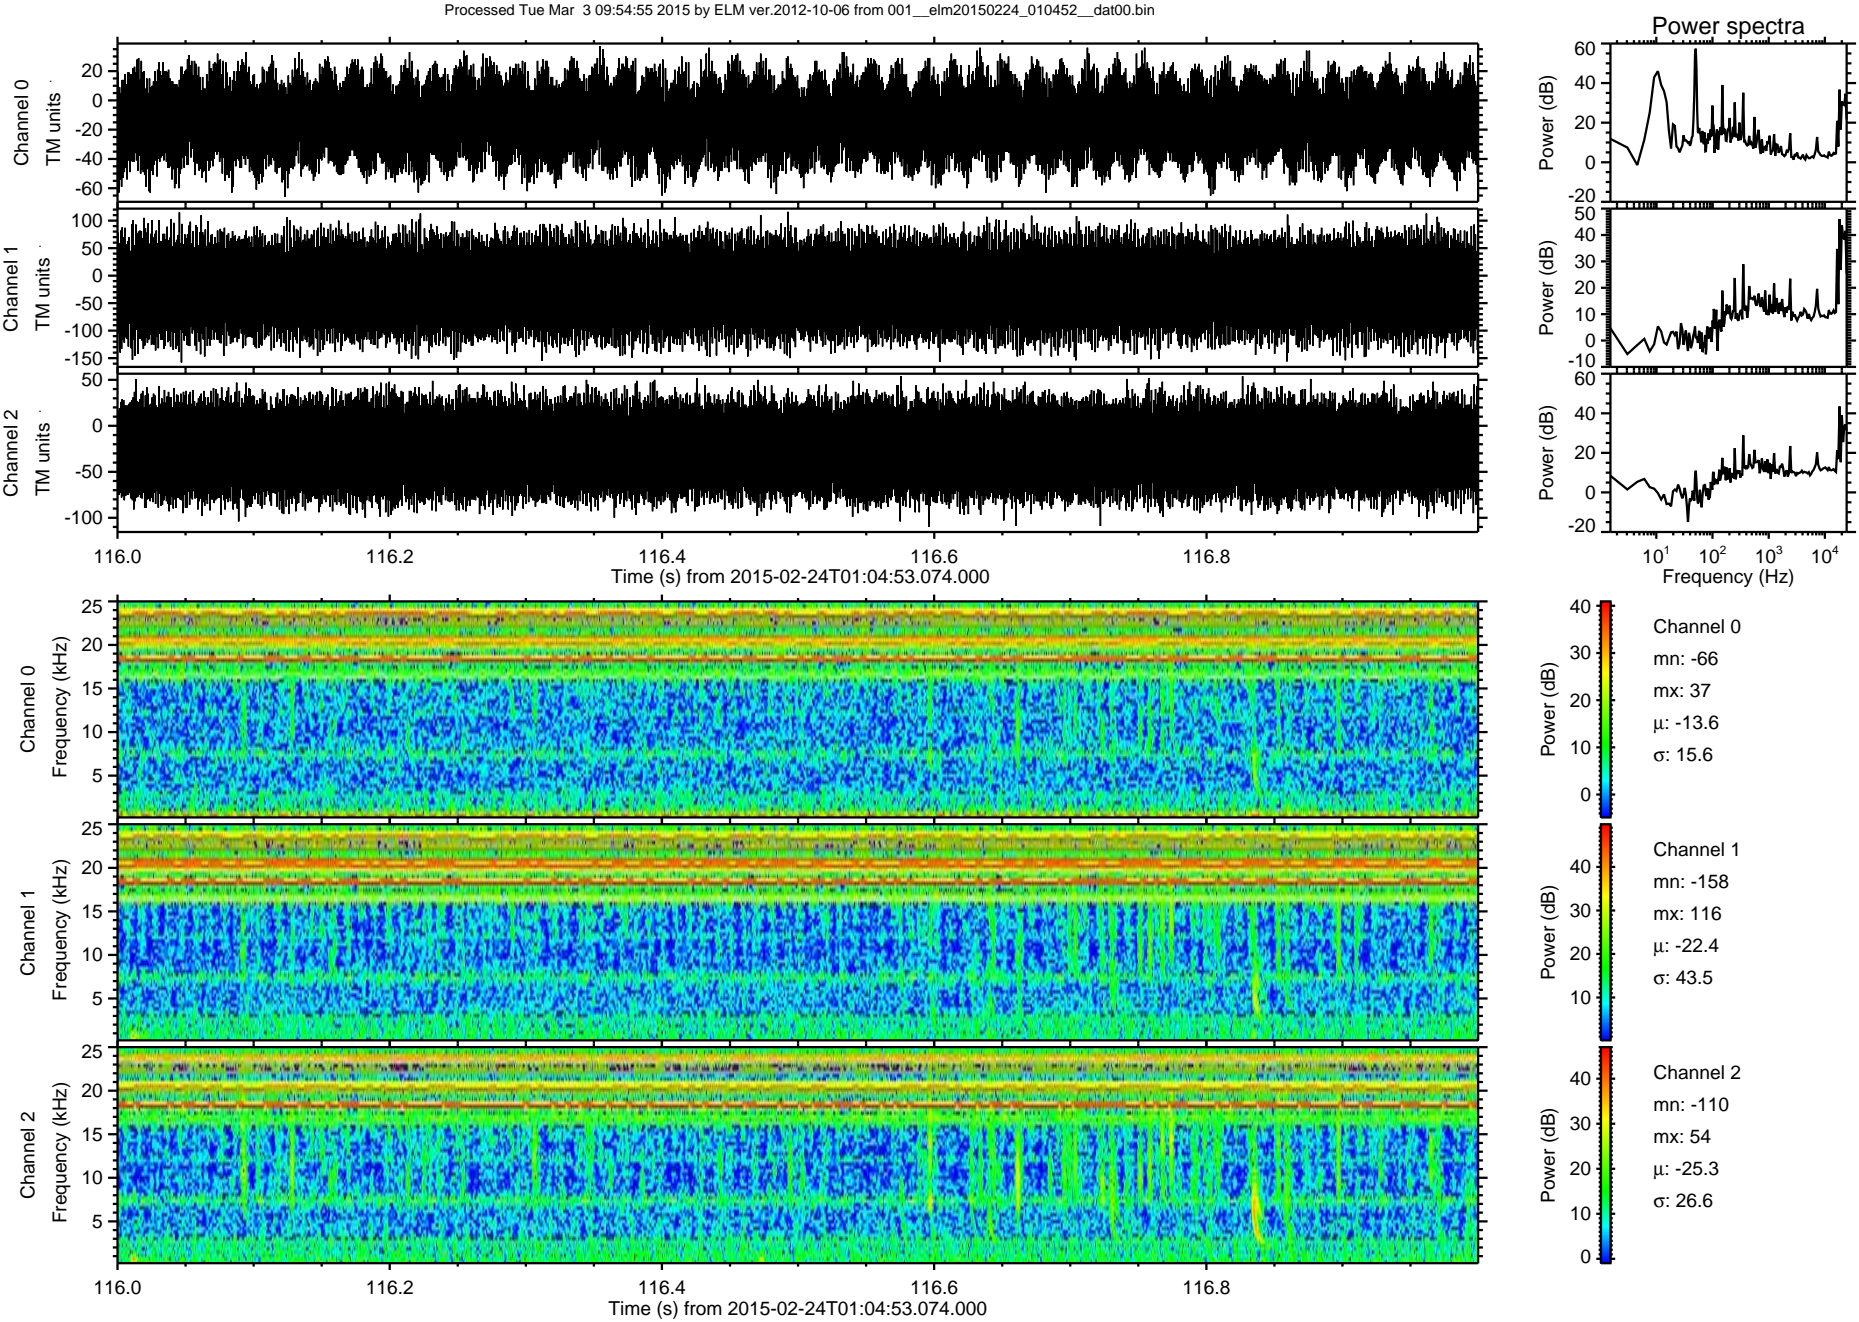 Processed Tue Mar  3 09:54:55 2015 by ELM ver.2012-10-06 from 001__elm20150224_010452__dat00.bin
Power spectra
Channel 0
TM units
20
0
-20
-40
-60
Power (dB)
60
40
20
0
-20
Channel 1
TM units
100
50
0
-50
-100
-150
Power (dB)
50
40
30
20
10
0
-10
Channel 2
TM units
50
0
-50
-100
Power (dB)
60
40
20
0
-20
116.0 116.2 116.4 116.6 116.8
Time (s) from 2015-02-24T01:04:53.074.000
10¹ 10² 10³ 10⁴
Frequency (Hz)
Channel 0
Frequency (kHz)
25
20
15
10
5
Power (dB)
40
30
20
10
0
Channel 0
mn: -66
mx: 37
μ: -13.6
σ: 15.6
Channel 1
Frequency (kHz)
25
20
15
10
5
Power (dB)
40
30
20
10
Channel 1
mn: -158
mx: 116
μ: -22.4
σ: 43.5
Channel 2
Frequency (kHz)
25
20
15
10
5
Power (dB)
40
30
20
10
0
Channel 2
mn: -110
mx: 54
μ: -25.3
σ: 26.6
116.0 116.2 116.4 116.6 116.8
Time (s) from 2015-02-24T01:04:53.074.000